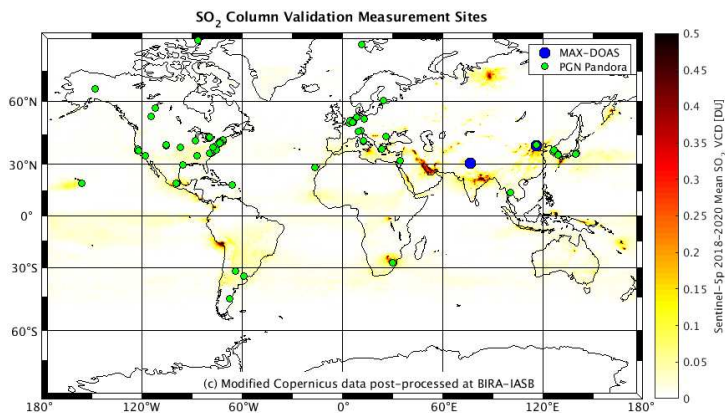 SO2 Column Validation Measurement Sites
MAX-DOAS
PGN Pandora
60°N
30°N
0°
30°S
60°S
(c) Modified Copernicus data post-processed at BIRA-IASB
180° 120°W 60°W 0° 60°E 120°E 180°
0.5
0.45
0.4
0.35
0.3
0.25
0.2
0.15
0.1
0.05
0
Sentinel-5p 2018-2020 Mean SO2 VCD [DU]